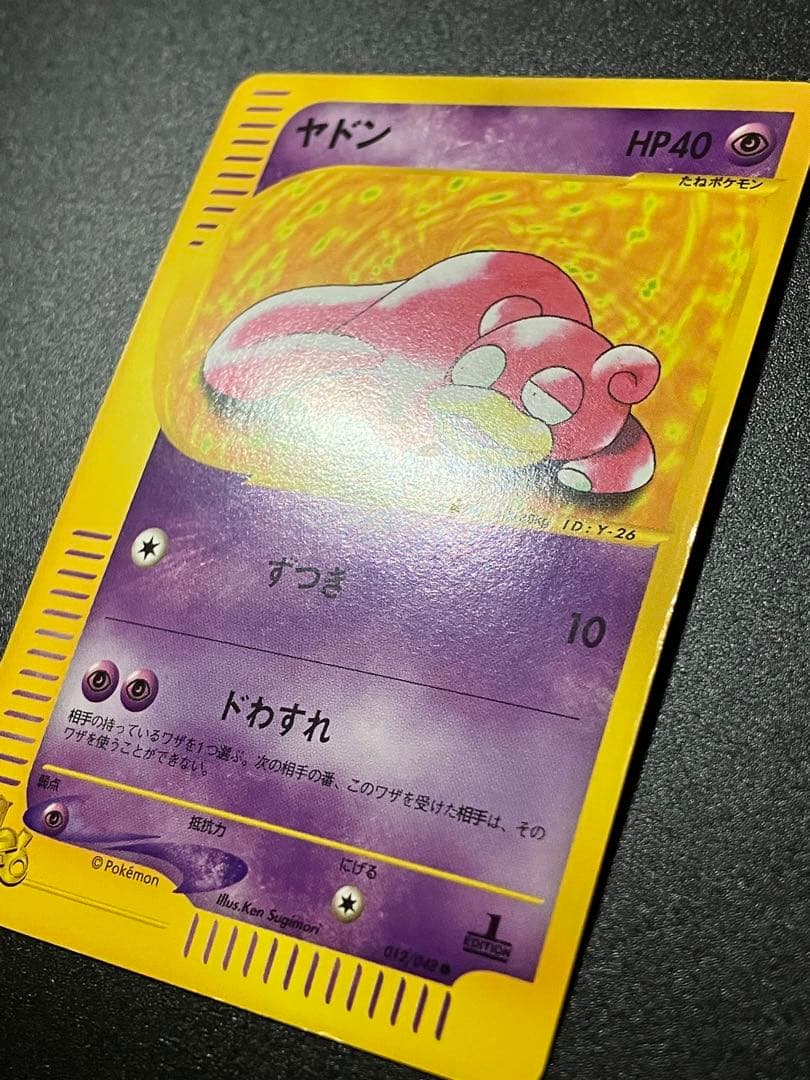 ヤドン
HP40
たねポケモン
ID:Y-26
ずつき
10
ドわすれ
相手の持っているワザを1つ選ぶ。次の相手の番、このワザを受けた相手は、その
ワザを使うことができない。
弱点
抵抗力
にげる
©Pokémon
Illus.Ken Sugimori
1
EDITION